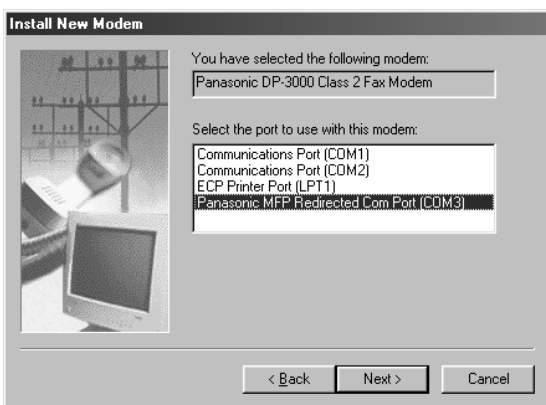 Install New Modem
You have selected the following modem:
Panasonic DP-3000 Class 2 Fax Modem
Select the port to use with this modem:
Communications Port (COM1)
Communications Port (COM2)
ECP Printer Port (LPT1)
Panasonic MFP Redirected Com Port (COM3)
< Back
Next >
Cancel